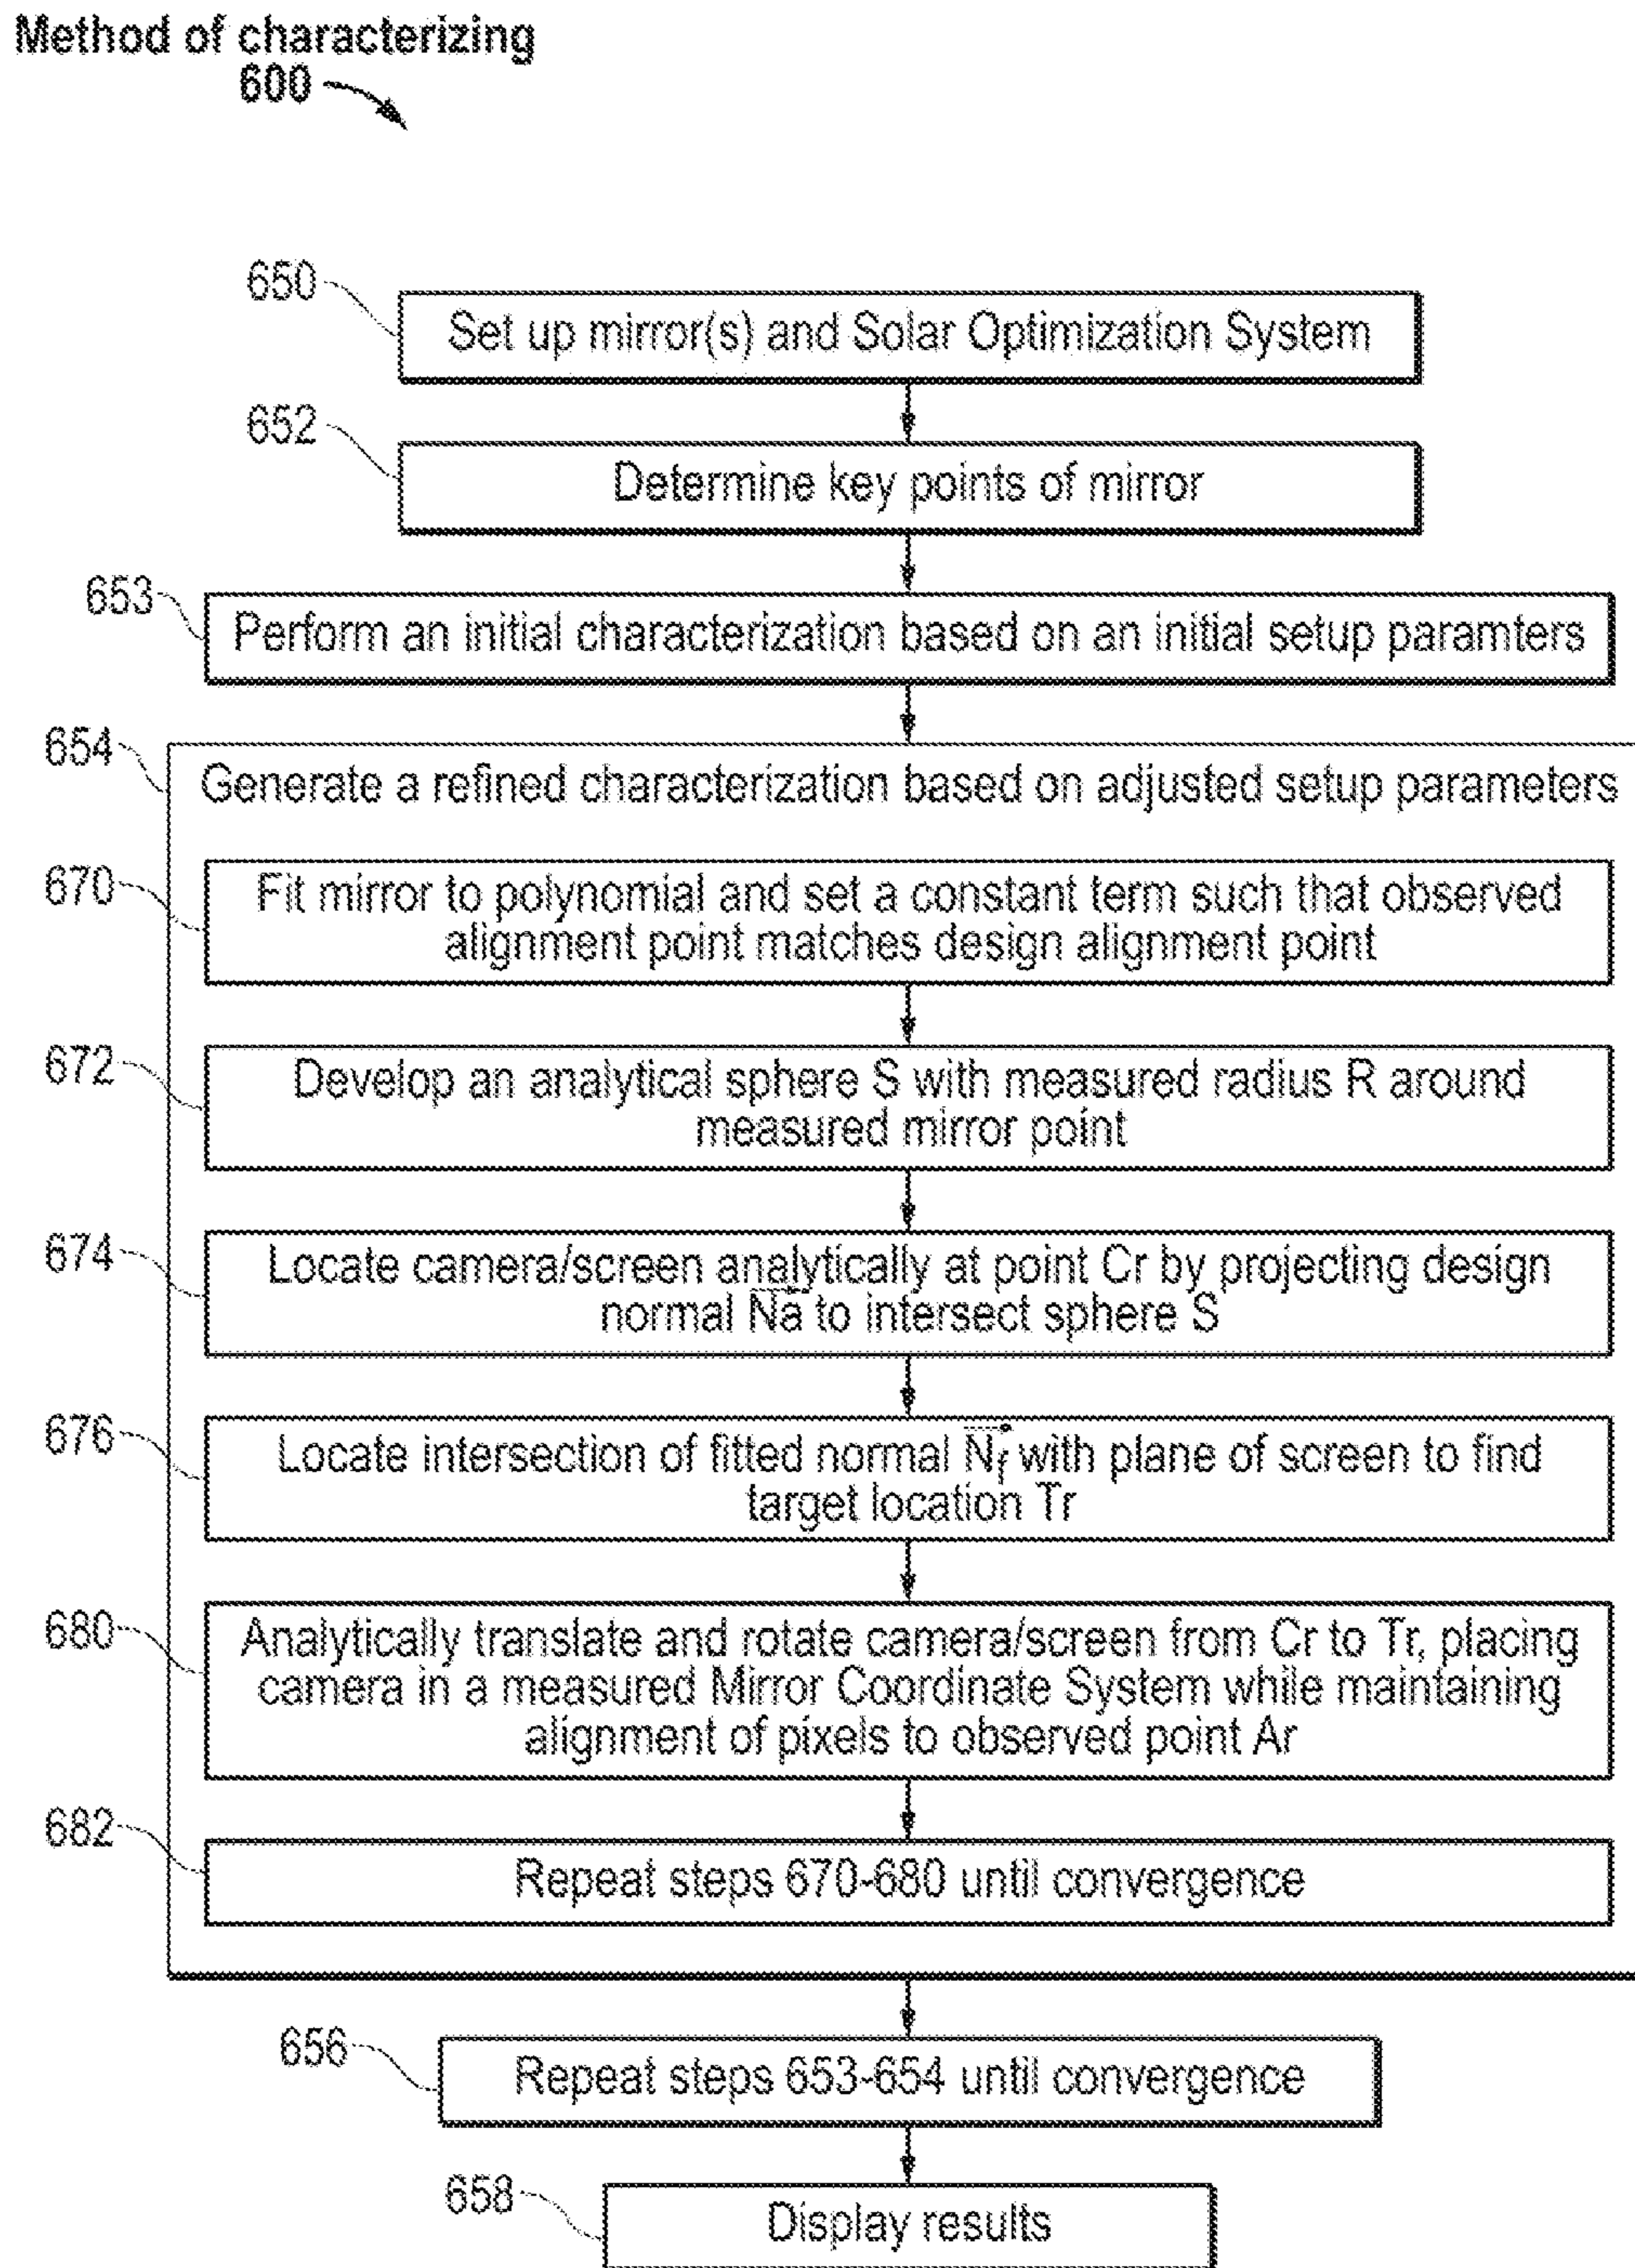 Method of characterizing
600
650
Set up mirror(s) and Solar Optimization System
652
Determine key points of mirror
653
Perform an initial characterization based on an initial setup paramters
654
Generate a refined characterization based on adjusted setup parameters
670
Fit mirror to polynomial and set a constant term such that observed
alignment point matches design alignment point
672
Develop an analytical sphere S with measured radius R around
measured mirror point
674
Locate camera/screen analytically at point Cr by projecting design
normal Na to intersect sphere S
676
Locate intersection of fitted normal Nf with plane of screen to find
target location Tr
680
Analytically translate and rotate camera/screen from Cr to Tr, placing
camera in a measured Mirror Coordinate System while maintaining
alignment of pixels to observed point Ar
682
Repeat steps 670-680 until convergence
656
Repeat steps 653-654 until convergence
658
Display results